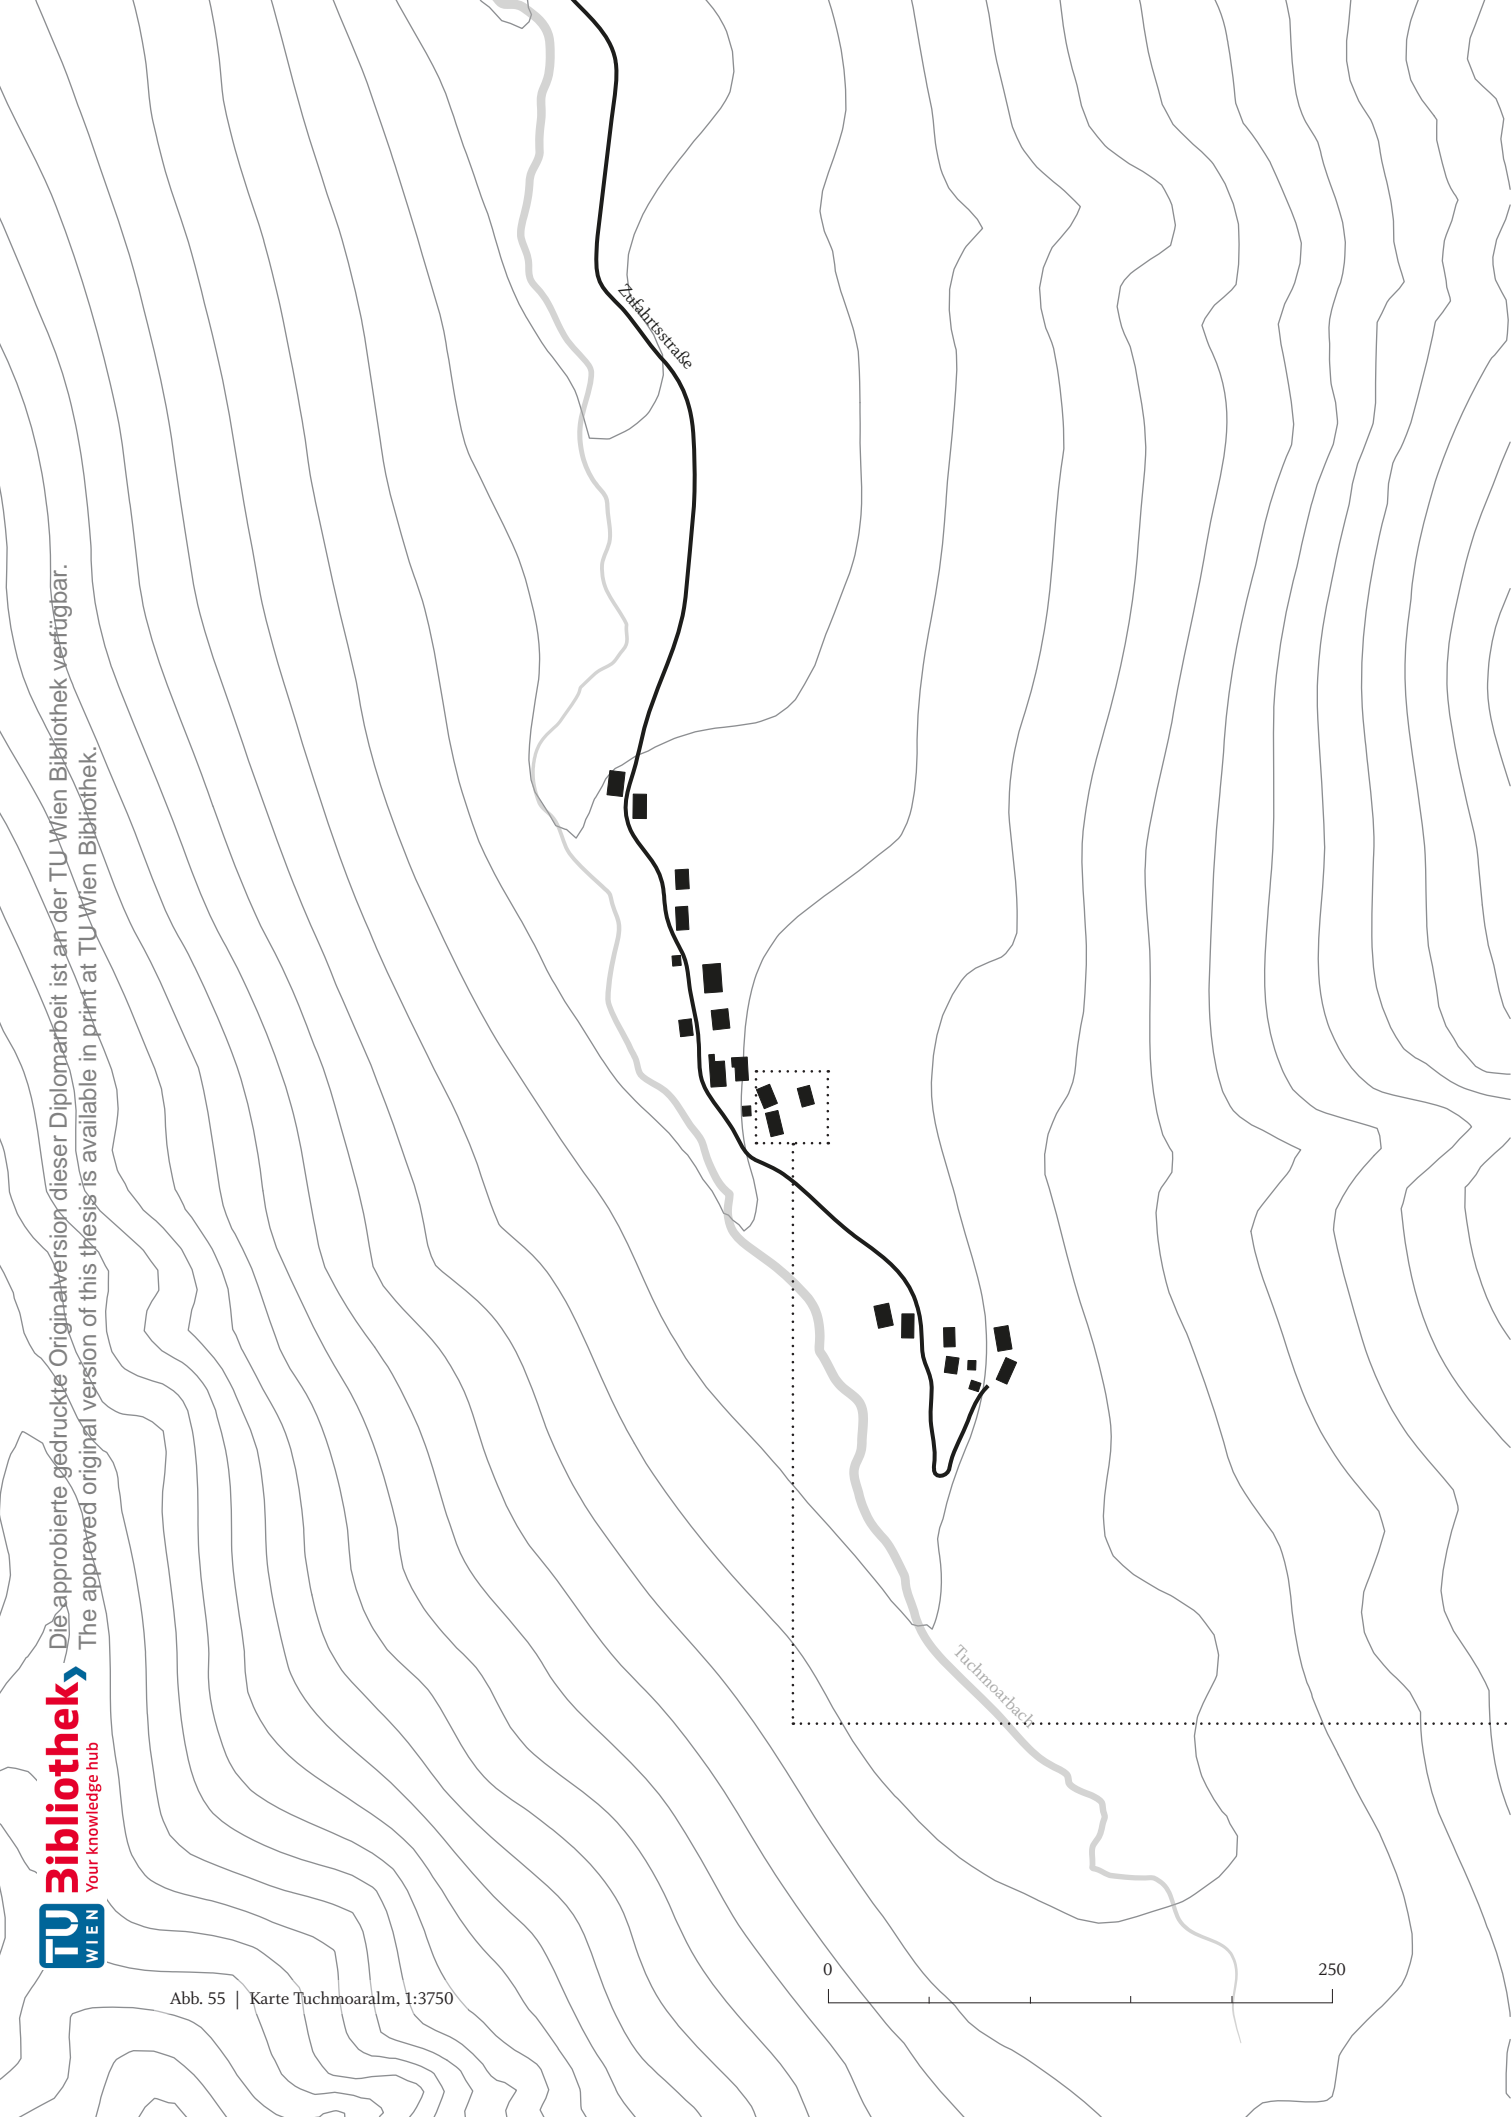 Zufahrtsstraße
Tuchmoarbach
0 250
Abb. 55 | Karte Tuchmoaralm, 1:3750
Die approbierte gedruckte Originalversion dieser Diplomarbeit ist an der TU Wien Bibliothek verfügbar.
The approved original version of this thesis is available in print at TU Wien Bibliothek.
TU
WIEN
Bibliothek
Your knowledge hub